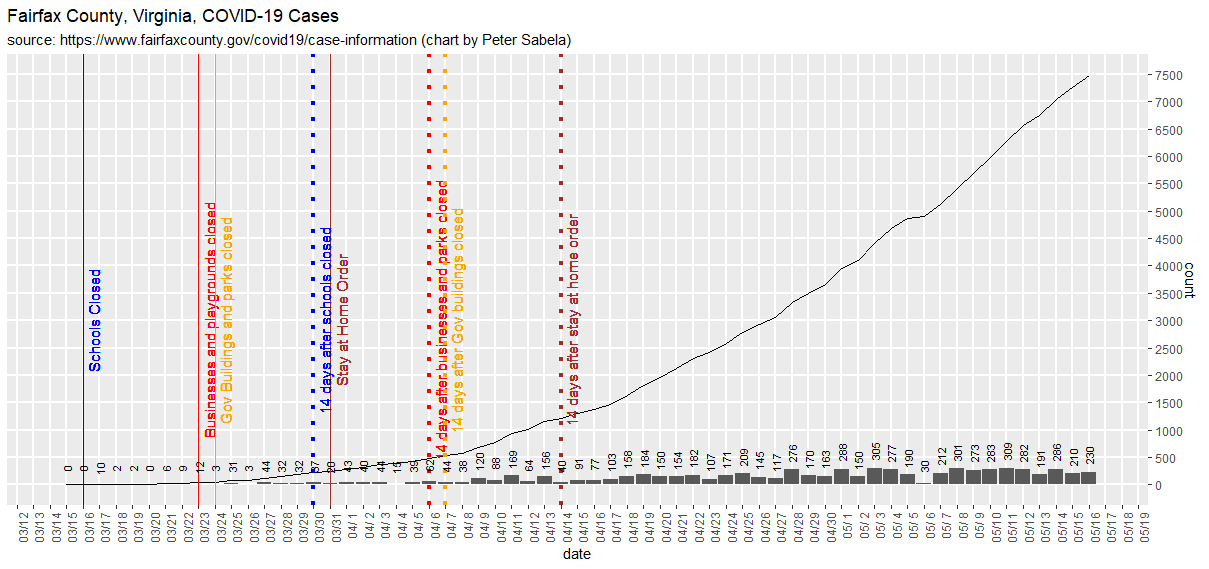 Fairfax County, Virginia, COVID-19 Cases
source: https://www.fairfaxcounty.gov/covid19/case-information (chart by Peter Sabela)
Schools Closed
Businesses and playgrounds closed
Gov Buildings and parks closed
14 days after schools closed
Stay at Home Order
14 days after businesses and parks closed
14 days after Gov buildings closed
14 days after stay at home order
7500
7000
6500
6000
5500
5000
4500
4000
3500
3000
2500
2000
1500
1000
500
0
count
0 0 10 2 2 0 6 9 12 3 31 3 44 32 32 37 20 43 40 44 15 39 62 44 38 120 88 169 64 156 40 91 77 103 158 184 150 154 182 107 171 209 145 117 276 170 163 288 150 305 277 190 30 212 301 273 283 309 282 191 286 210 230
03/12 03/13 03/14 03/15 03/16 03/17 03/18 03/19 03/20 03/21 03/22 03/23 03/24 03/25 03/26 03/27 03/28 03/29 03/30 03/31 04/1 04/2 04/3 04/4 04/5 04/6 04/7 04/8 04/9 04/10 04/11 04/12 04/13 04/14 04/15 04/16 04/17 04/18 04/19 04/20 04/21 04/22 04/23 04/24 04/25 04/26 04/27 04/28 04/29 04/30 05/1 05/2 05/3 05/4 05/5 05/6 05/7 05/8 05/9 05/10 05/11 05/12 05/13 05/14 05/15 05/16 05/17 05/18 05/19
date